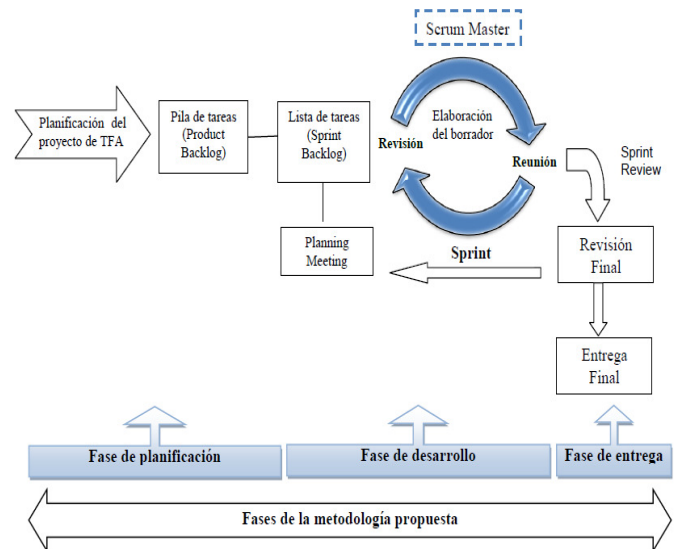 Scrum Master
Planificación del
proyecto de TFA
Pila de tareas
(Product
Backlog)
Lista de tareas
(Sprint
Backlog)
Revisión
Elaboración
del borrador
Reunión
Sprint
Review
Planning
Meeting
Sprint
Revisión
Final
Entrega
Final
Fase de planificación
Fase de desarrollo
Fase de entrega
Fases de la metodología propuesta